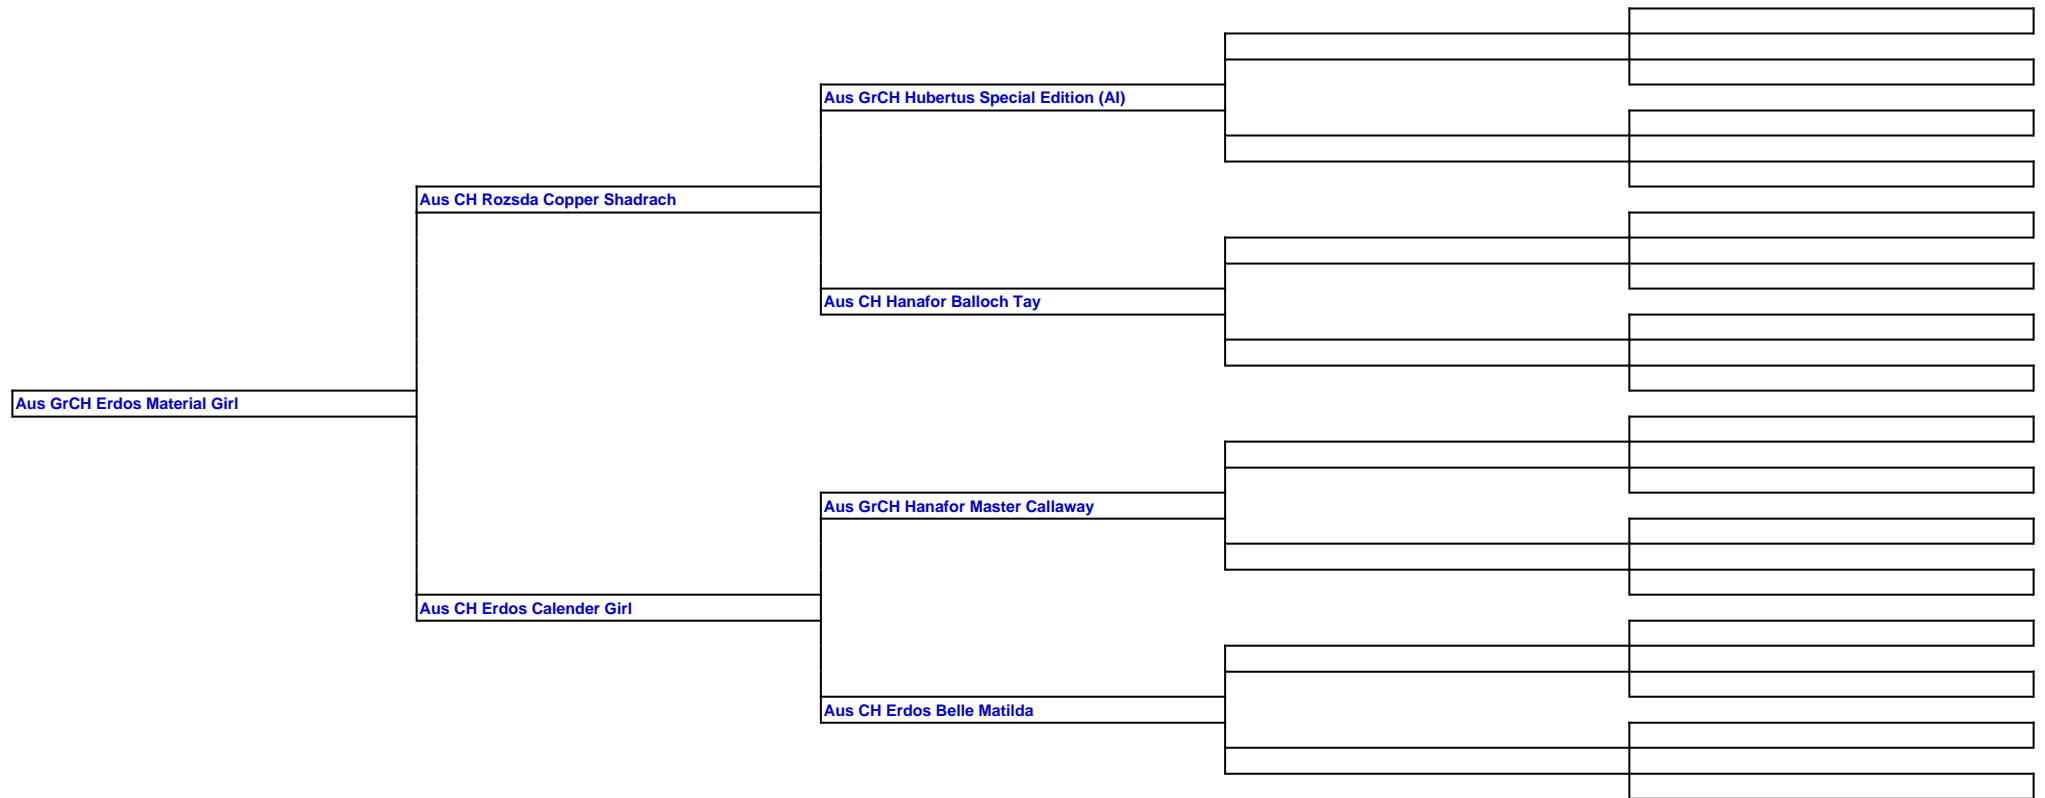 Aus GrCH Hubertus Special Edition (AI)
Aus CH Rozsda Copper Shadrach
Aus CH Hanafor Balloch Tay
Aus GrCH Erdos Material Girl
Aus GrCH Hanafor Master Callaway
Aus CH Erdos Calender Girl
Aus CH Erdos Belle Matilda